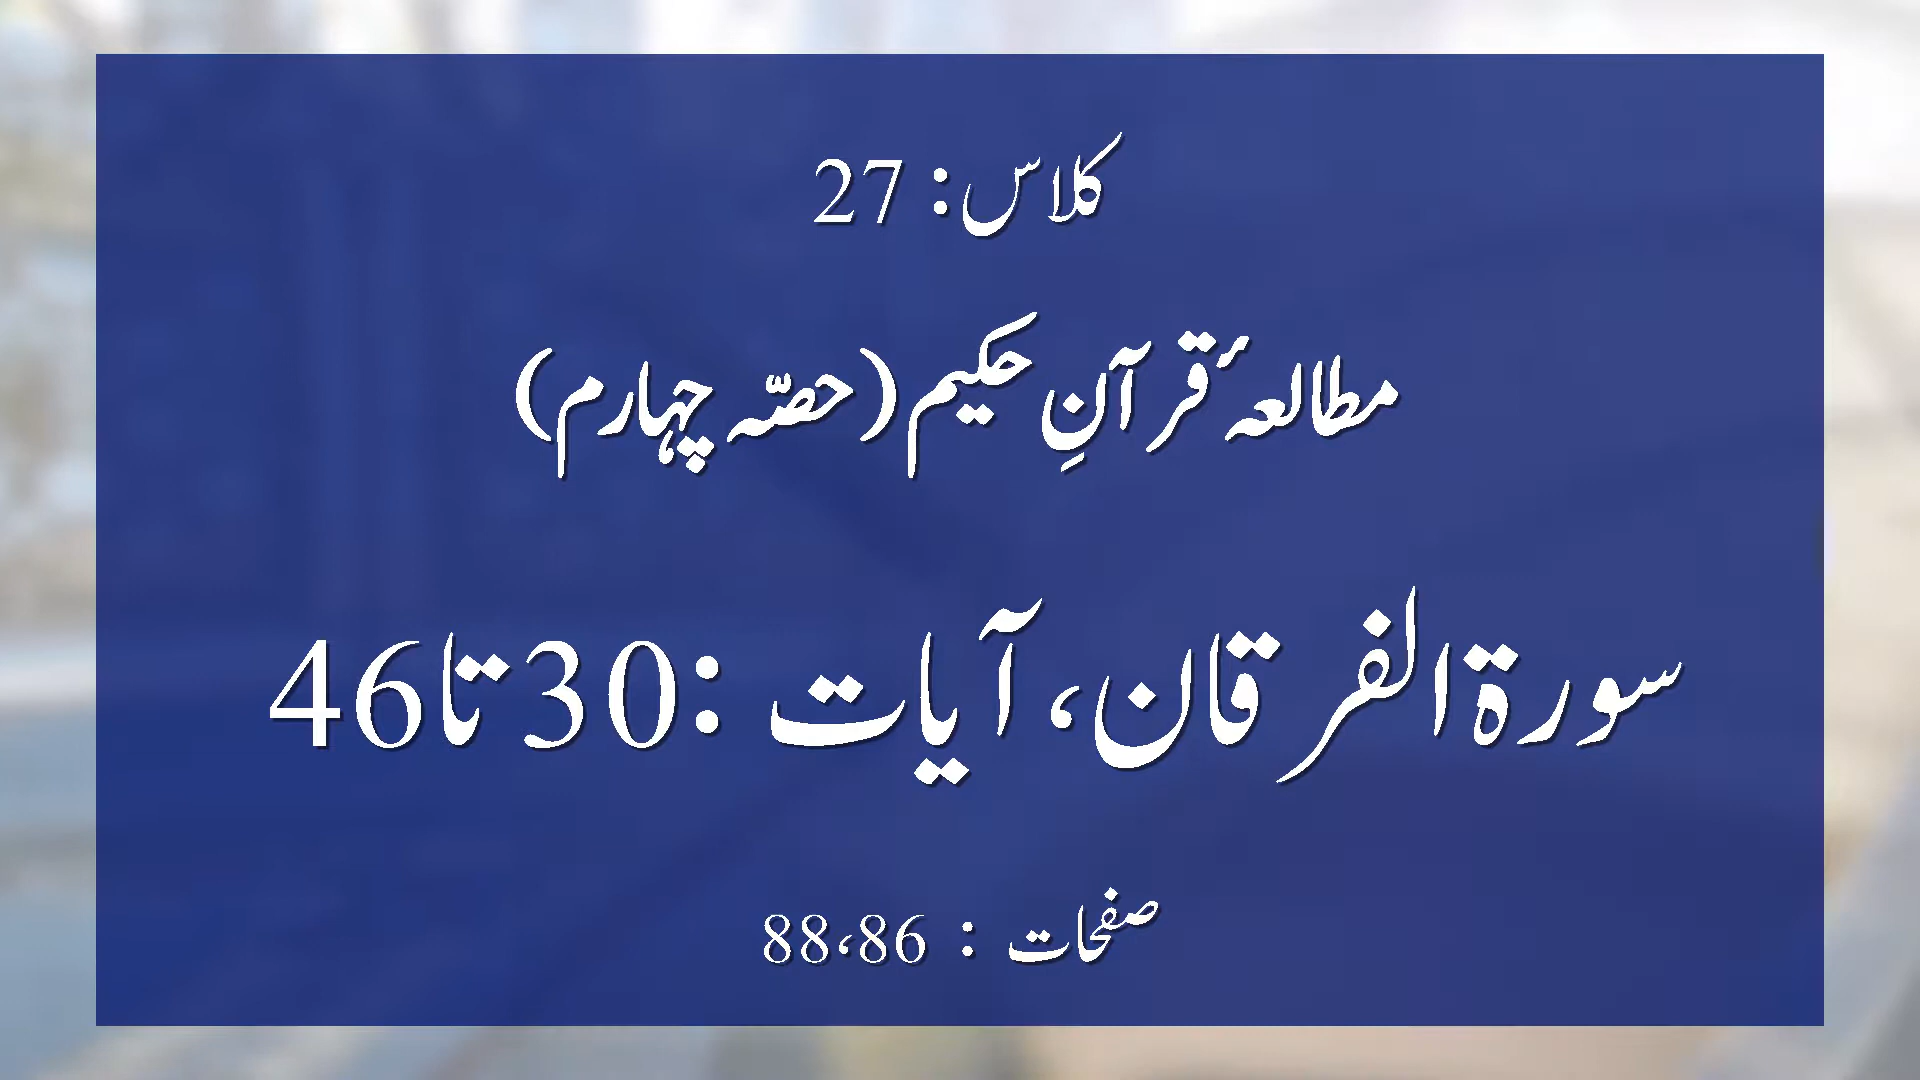 کلاس: 27
مطالعۂ قرآنِ حکیم (حصّہ چہارم)
سورۃ الفرقان، آیات :30 تا 46
صفحات : 86،88